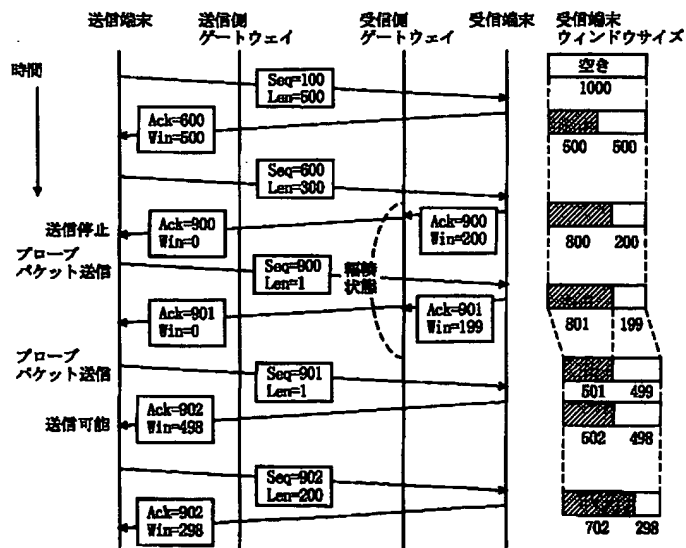 送信端末
送信側
ゲートウェイ
受信側
ゲートウェイ
受信端末
受信端末
ウィンドウサイズ
時間
空き
1000
Seq=100
Len=500
Ack=600
Win=500
500 500
Seq=600
Len=300
送信停止
Ack=900
Win=0
Ack=900
Win=200
800 200
プローブ
パケット送信
Seq=900
Len=1
輻輳
状態
Ack=901
Win=0
Ack=901
Win=199
801 199
プローブ
パケット送信
Seq=901
Len=1
501 499
送信可能
Ack=902
Win=498
502 498
Seq=902
Len=200
Ack=902
Win=298
702 298